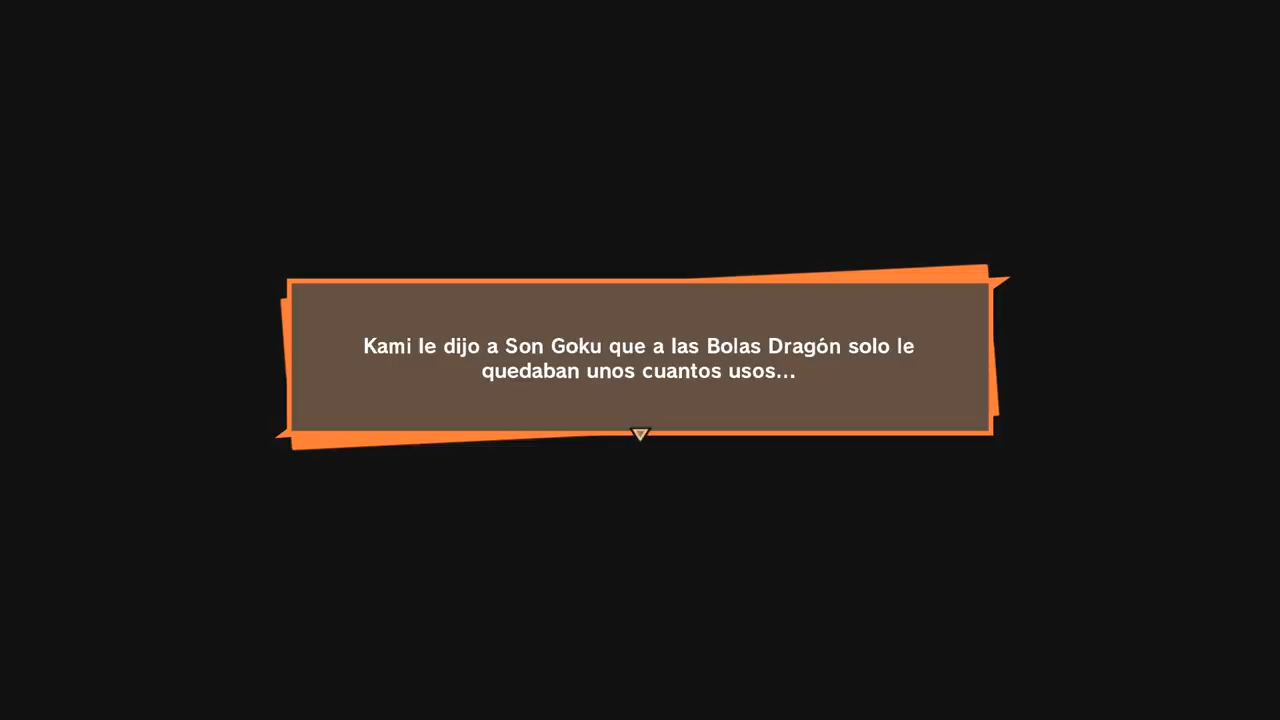 Kami le dijo a Son Goku que a las Bolas Dragón solo le
quedaban unos cuantos usos...